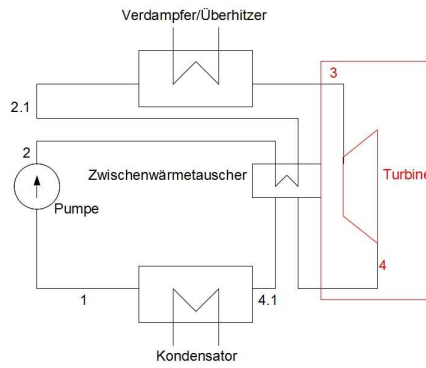 Verdampfer/Überhitzer
3
2.1
2
Zwischenwärmetauscher
Turbine
Pumpe
4
1
4.1
Kondensator